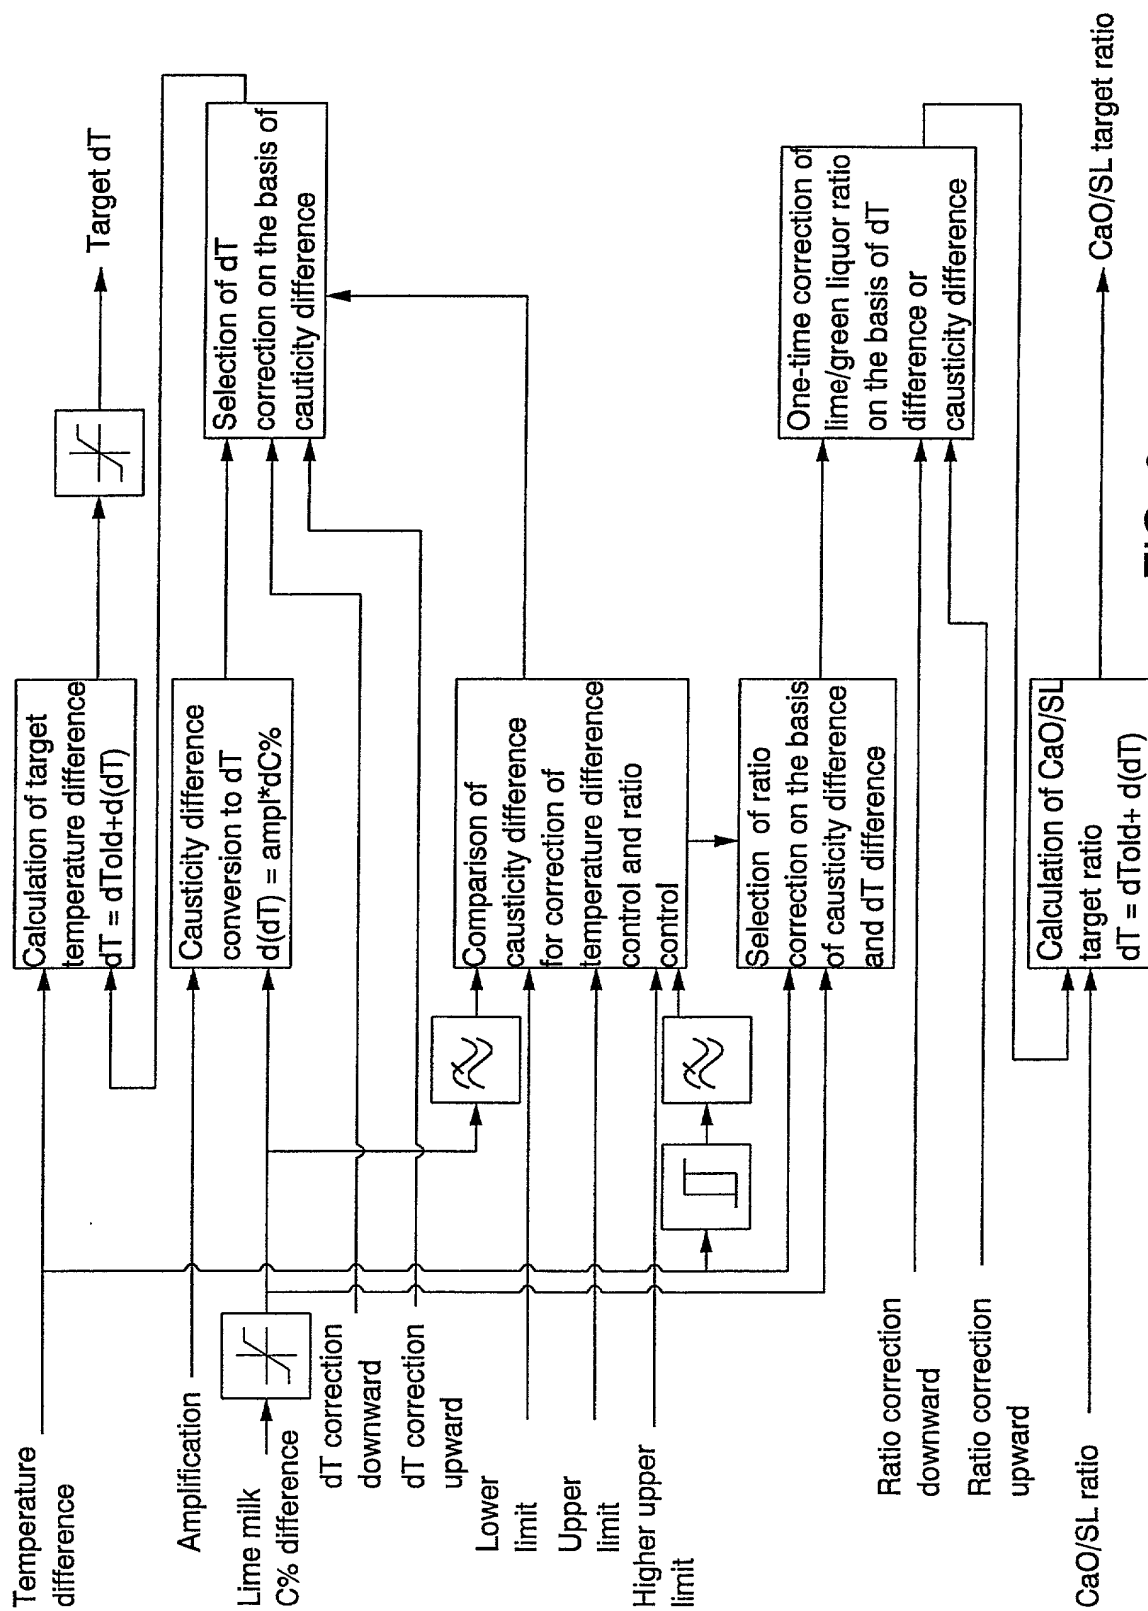 Temperature
difference
Calculation of target
temperature difference
dT = dTold+d(dT)
Target dT
Amplification
Lime milk
C% difference
Causticity difference
conversion to dT
d(dT) = ampl*dC%
Selection of dT
correction on the basis of
cauticity difference
dT correction
downward
dT correction
upward
Lower
limit
Upper
limit
Higher upper
limit
Comparison of
causticity difference
for correction of
temperature difference
control and ratio
control
Selection of ratio
correction on the basis
of causticity difference
and dT difference
One-time correction of
lime/green liquor ratio
on the basis of dT
difference or
causticity difference
Ratio correction
downward
Ratio correction
upward
CaO/SL ratio
Calculation of CaO/SL
target ratio
dT = dTold+ d(dT)
CaO/SL target ratio